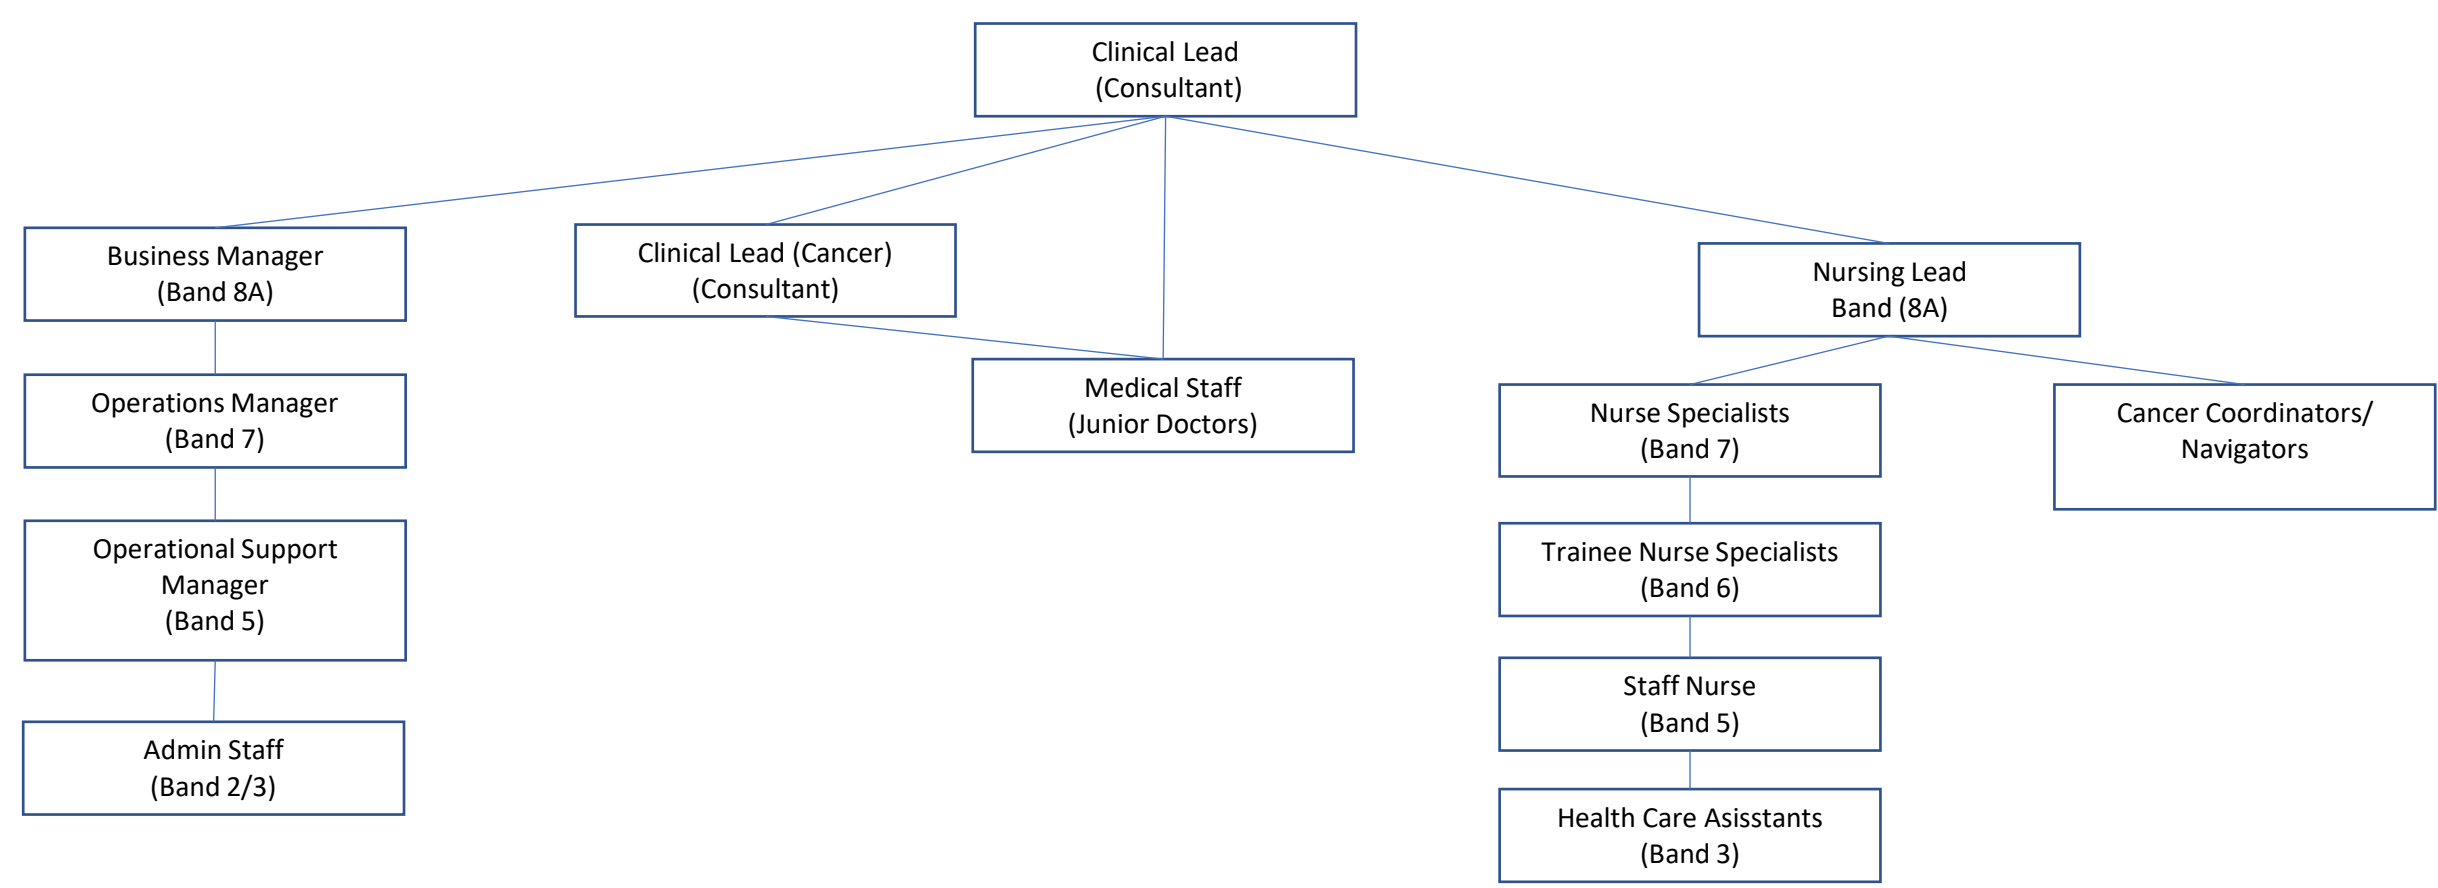 Clinical Lead
(Consultant)
Business Manager
(Band 8A)
Clinical Lead (Cancer)
(Consultant)
Nursing Lead
Band (8A)
Medical Staff
(Junior Doctors)
Operations Manager
(Band 7)
Nurse Specialists
(Band 7)
Cancer Coordinators/
Navigators
Operational Support
Manager
(Band 5)
Trainee Nurse Specialists
(Band 6)
Staff Nurse
(Band 5)
Admin Staff
(Band 2/3)
Health Care Asisstants
(Band 3)